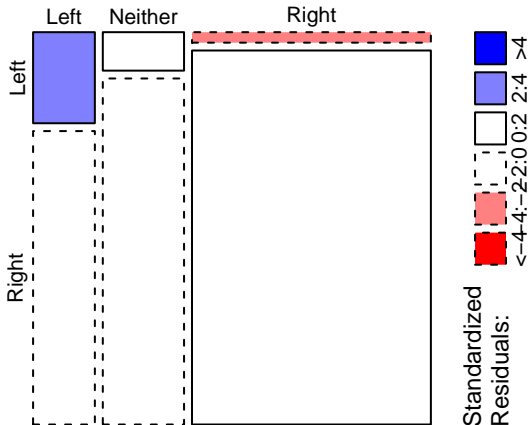 Left Neither Right
Left
Right
Standardized
Residuals:
<−4 −4:−2 −2:0 0:2 2:4 >4